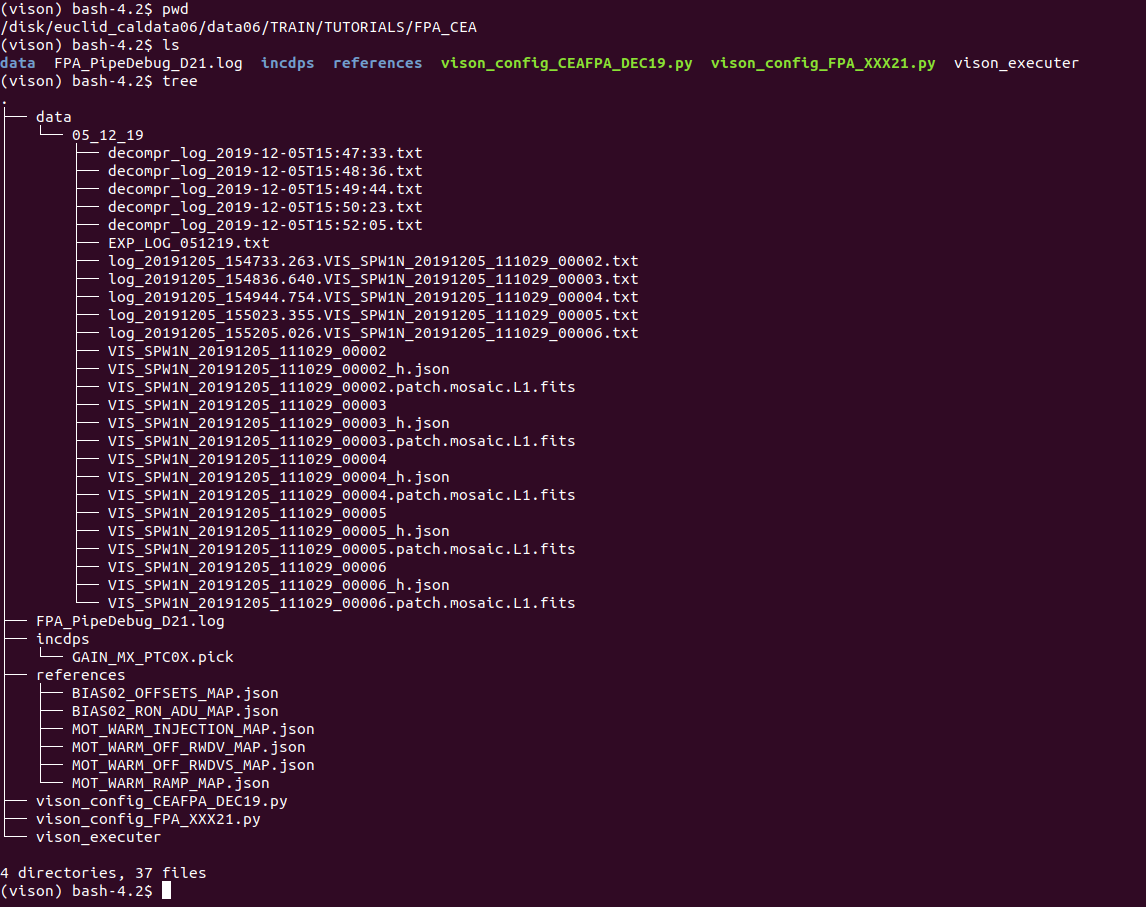 (vison) bash-4.2$ pwd
/disk/euclid_caldata06/data06/TRAIN/TUTORIALS/FPA_CEA
(vison) bash-4.2$ ls
data  FPA_PipeDebug_D21.log  incdps  references  vison_config_CEAFPA_DEC19.py  vison_config_FPA_XXX21.py  vison_executer
(vison) bash-4.2$ tree
.
├── data
│   └── 05_12_19
│       ├── decompr_log_2019-12-05T15:47:33.txt
│       ├── decompr_log_2019-12-05T15:48:36.txt
│       ├── decompr_log_2019-12-05T15:49:44.txt
│       ├── decompr_log_2019-12-05T15:50:23.txt
│       ├── decompr_log_2019-12-05T15:52:05.txt
│       ├── EXP_LOG_051219.txt
│       ├── log_20191205_154733.263.VIS_SPW1N_20191205_111029_00002.txt
│       ├── log_20191205_154836.640.VIS_SPW1N_20191205_111029_00003.txt
│       ├── log_20191205_154944.754.VIS_SPW1N_20191205_111029_00004.txt
│       ├── log_20191205_155023.355.VIS_SPW1N_20191205_111029_00005.txt
│       ├── log_20191205_155205.026.VIS_SPW1N_20191205_111029_00006.txt
│       ├── VIS_SPW1N_20191205_111029_00002
│       ├── VIS_SPW1N_20191205_111029_00002_h.json
│       ├── VIS_SPW1N_20191205_111029_00002.patch.mosaic.L1.fits
│       ├── VIS_SPW1N_20191205_111029_00003
│       ├── VIS_SPW1N_20191205_111029_00003_h.json
│       ├── VIS_SPW1N_20191205_111029_00003.patch.mosaic.L1.fits
│       ├── VIS_SPW1N_20191205_111029_00004
│       ├── VIS_SPW1N_20191205_111029_00004_h.json
│       ├── VIS_SPW1N_20191205_111029_00004.patch.mosaic.L1.fits
│       ├── VIS_SPW1N_20191205_111029_00005
│       ├── VIS_SPW1N_20191205_111029_00005_h.json
│       ├── VIS_SPW1N_20191205_111029_00005.patch.mosaic.L1.fits
│       ├── VIS_SPW1N_20191205_111029_00006
│       ├── VIS_SPW1N_20191205_111029_00006_h.json
│       └── VIS_SPW1N_20191205_111029_00006.patch.mosaic.L1.fits
├── FPA_PipeDebug_D21.log
├── incdps
│   └── GAIN_MX_PTC0X.pick
├── references
│   ├── BIAS02_OFFSETS_MAP.json
│   ├── BIAS02_RON_ADU_MAP.json
│   ├── MOT_WARM_INJECTION_MAP.json
│   ├── MOT_WARM_OFF_RWDV_MAP.json
│   ├── MOT_WARM_OFF_RWDVS_MAP.json
│   └── MOT_WARM_RAMP_MAP.json
├── vison_config_CEAFPA_DEC19.py
├── vison_config_FPA_XXX21.py
└── vison_executer
4 directories, 37 files
(vison) bash-4.2$